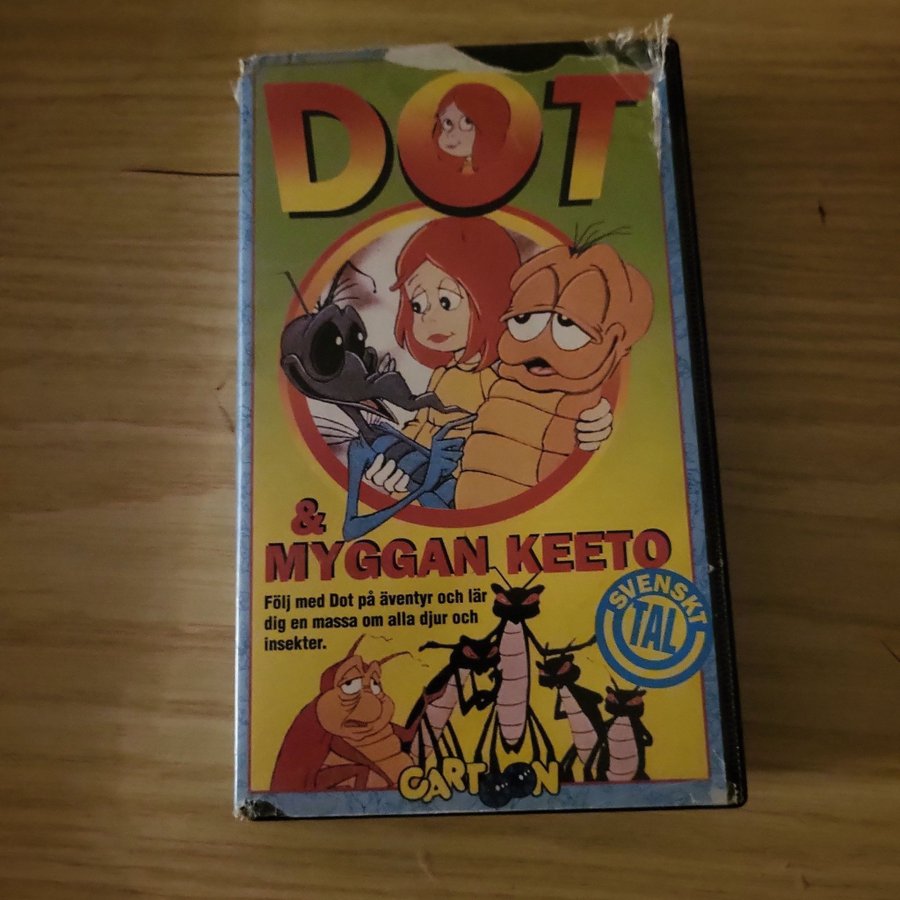 DOT
&
MYGGAN KEETO
Följ med Dot på äventyr och lär
dig en massa om alla djur och
insekter.
SVENSKT
TAL
CARTOON